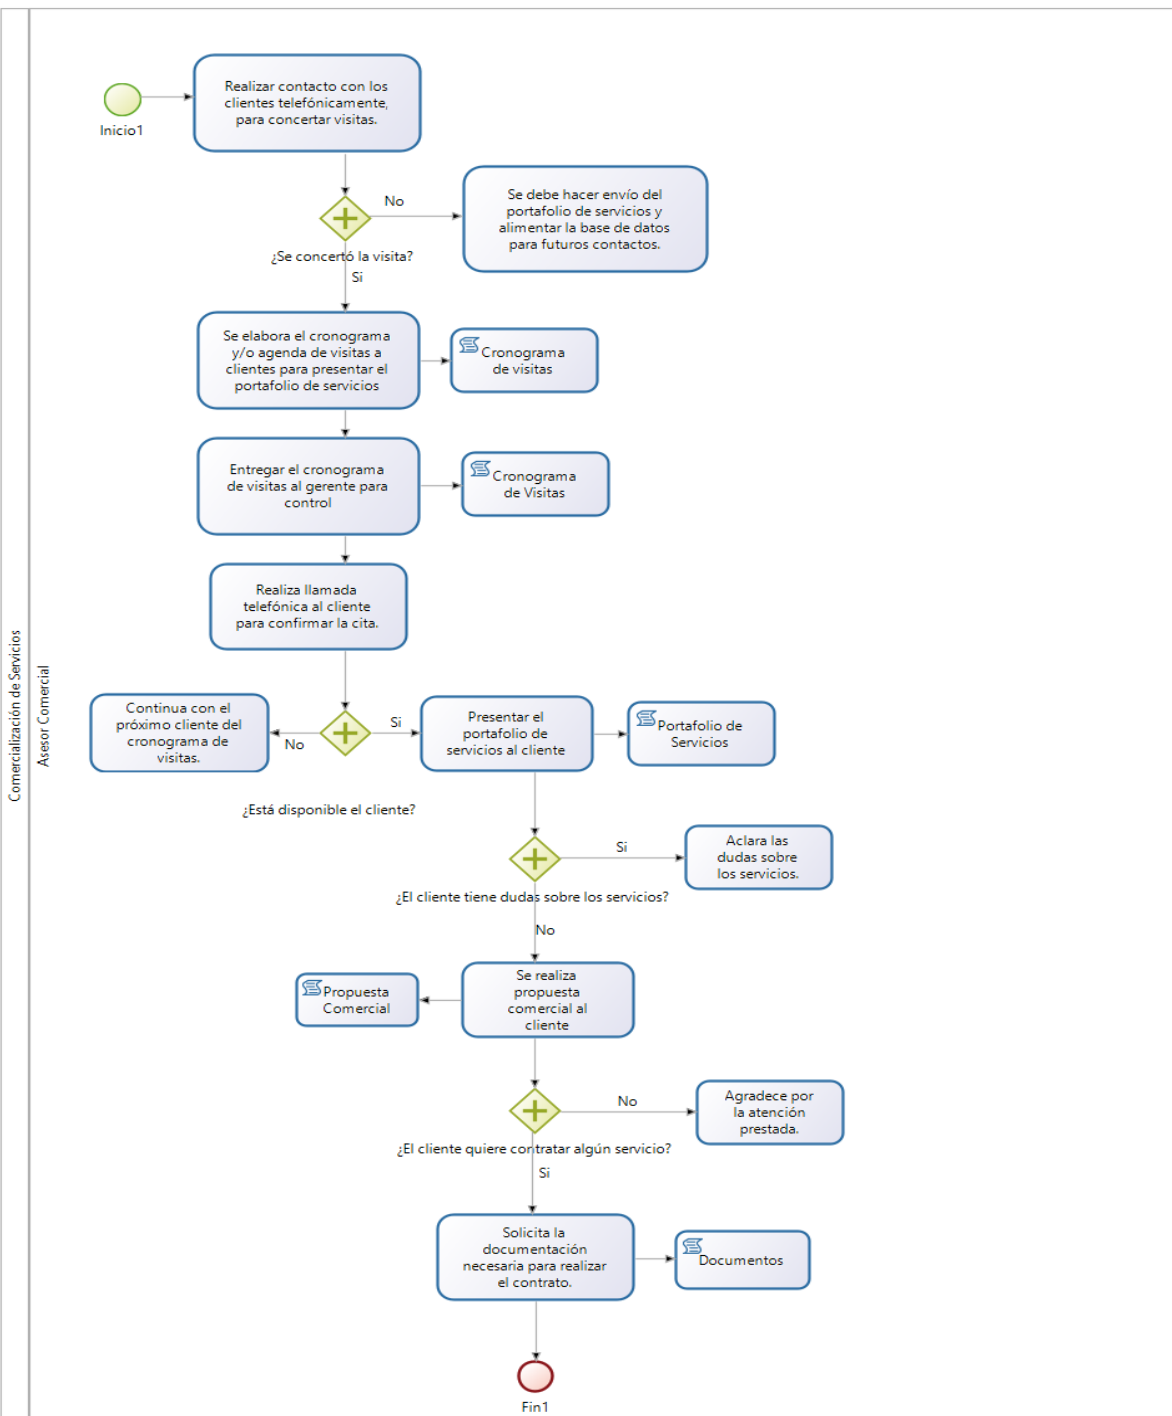 Comercialización de Servicios
Asesor Comercial
Inicio1
Realizar contacto con los
clientes telefónicamente,
para concertar visitas.
No
Se debe hacer envío del
portafolio de servicios y
alimentar la base de datos
para futuros contactos.
¿Se concertó la visita?
Si
Se elabora el cronograma
y/o agenda de visitas a
clientes para presentar el
portafolio de servicios
Cronograma
de visitas
Entregar el cronograma
de visitas al gerente para
control
Cronograma
de Visitas
Realiza llamada
telefónica al cliente
para confirmar la cita.
Continua con el
próximo cliente del
cronograma de
visitas.
No
Si
Presentar el
portafolio de
servicios al cliente
Portafolio de
Servicios
¿Está disponible el cliente?
Si
Aclara las
dudas sobre
los servicios.
¿El cliente tiene dudas sobre los servicios?
No
Se realiza
propuesta
comercial al
cliente
Propuesta
Comercial
No
Agradece por
la atención
prestada.
¿El cliente quiere contratar algún servicio?
Si
Solicita la
documentación
necesaria para realizar
el contrato.
Documentos
Fin1